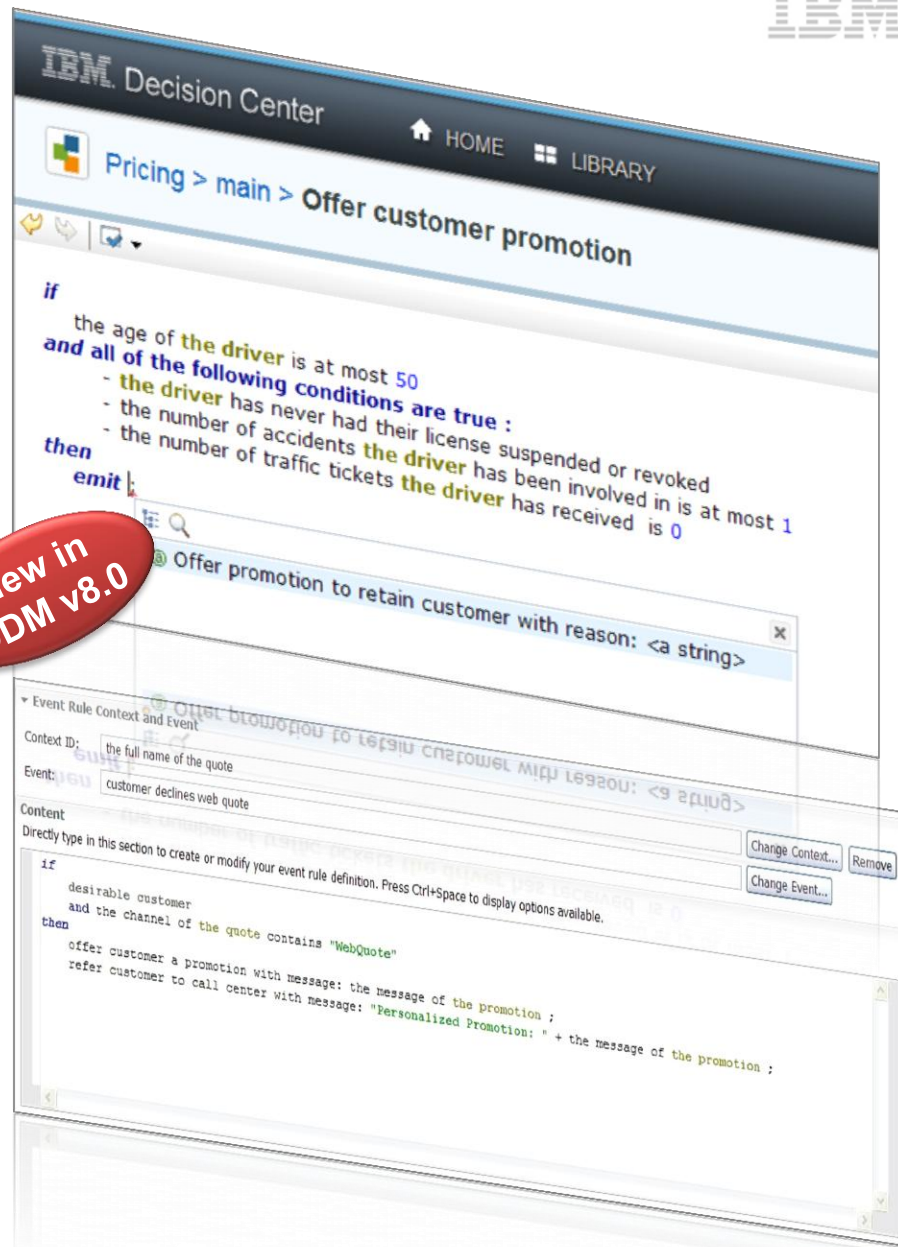 IBM
IBM. Decision Center
HOME
LIBRARY
Pricing > main > Offer customer promotion
if
the age of the driver is at most 50
and all of the following conditions are true :
- the driver has never had their license suspended or revoked
- the number of accidents the driver has been involved in is at most 1
- the number of traffic tickets the driver has received is 0
then
emit ;
Offer promotion to retain customer with reason: <a string>
ew in
DM v8.0
Event Rule Context and Event
Context ID: the full name of the quote
Change Context... Remove
Event: customer declines web quote
Change Event...
Content
Directly type in this section to create or modify your event rule definition. Press Ctrl+Space to display options available.
if
desirable customer
and the channel of the quote contains "WebQuote"
then
offer customer a promotion with message: the message of the promotion ;
refer customer to call center with message: "Personalized Promotion: " + the message of the promotion ;